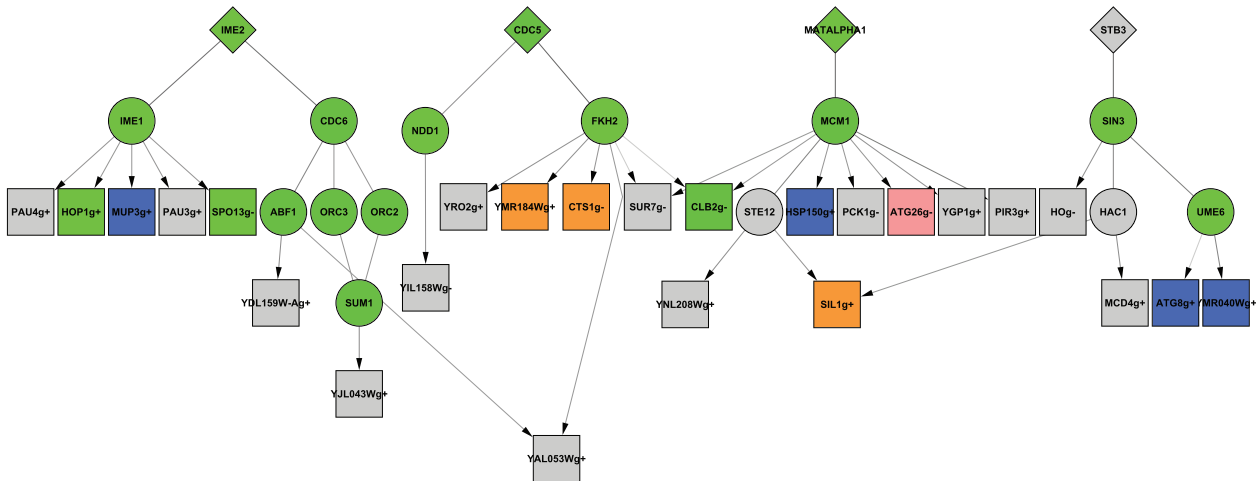 IME2
CDC5
MATALPHA1
STB3
IME1
CDC6
NDD1
FKH2
MCM1
SIN3
PAU4g+
HOP1g+
MUP3g+
PAU3g+
SPO13g-
ABF1
ORC3
ORC2
YRO2g+
YMR184Wg+
CTS1g-
SUR7g-
CLB2g-
STE12
HSP150g+
PCK1g-
ATG26g-
YGP1g+
PIR3g+
HOg-
HAC1
UME6
YDL159W-Ag+
SUM1
YIL158Wg-
YNL208Wg+
SIL1g+
MCD4g+
ATG8g+
YMR040Wg+
YJL043Wg+
YAL053Wg+